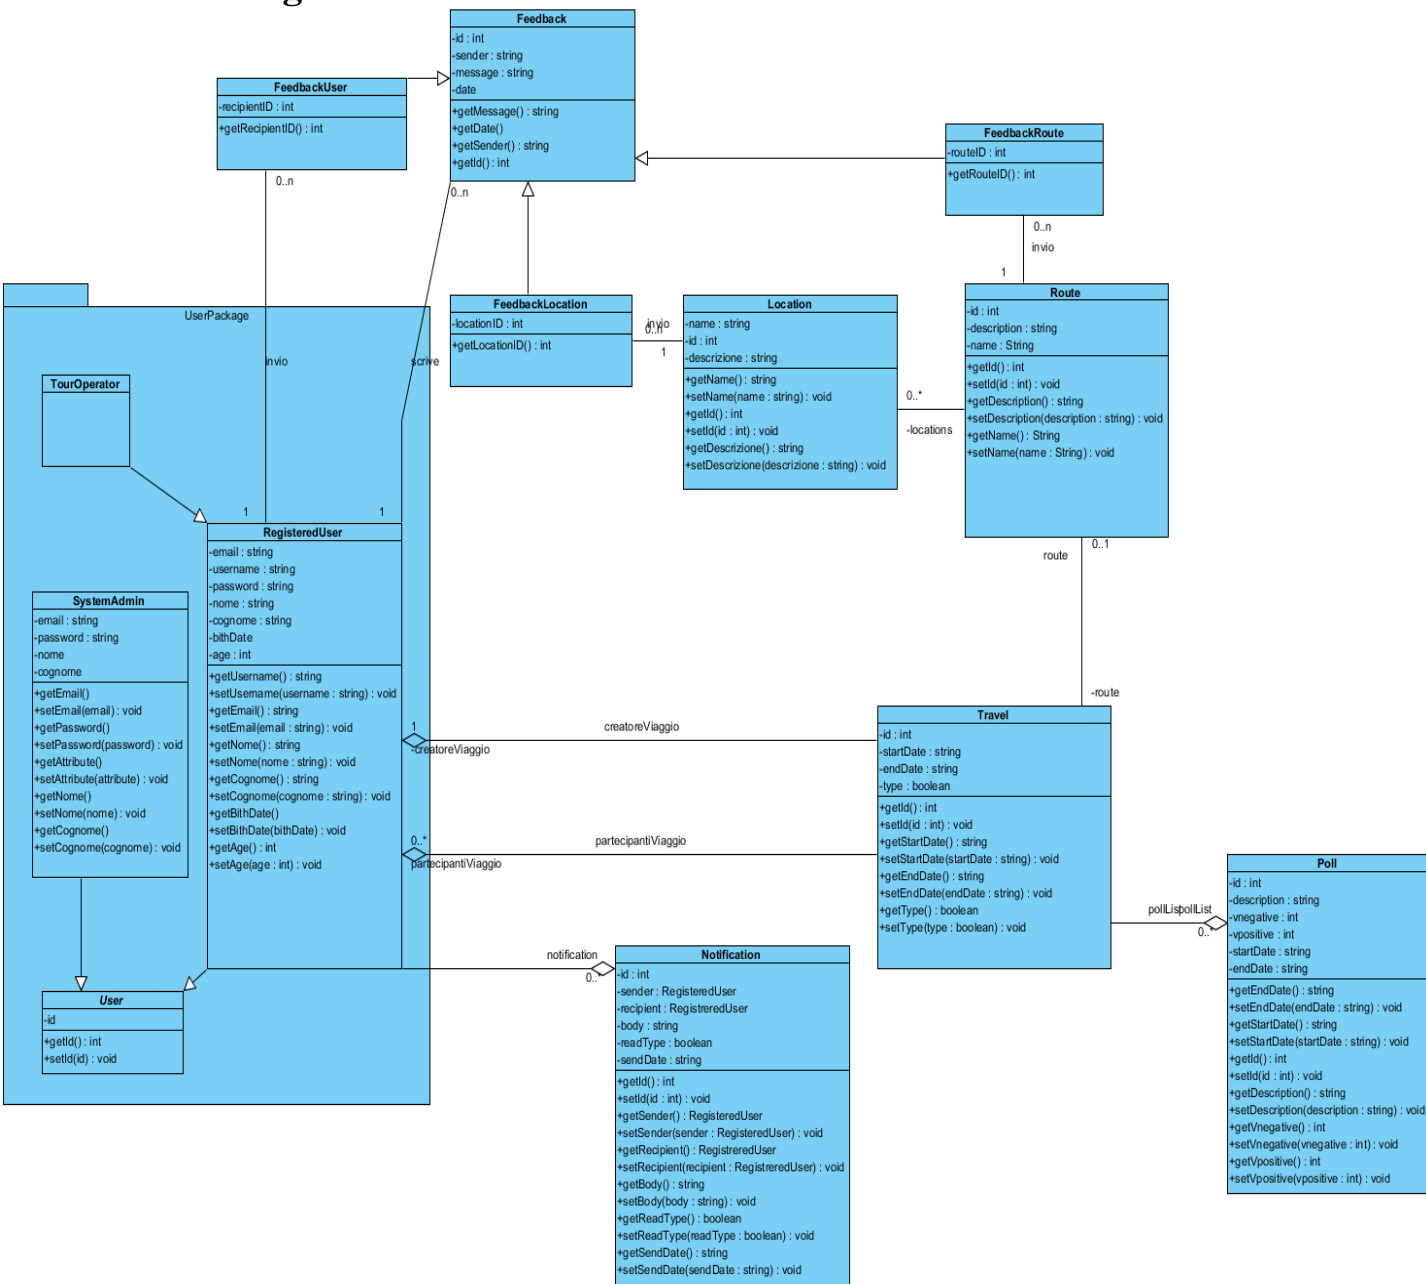 Feedback
-id : int
-sender : string
-message : string
-date
+getMessage() : string
+getDate()
+getSender() : string
+getId() : int
FeedbackUser
-recipientID : int
+getRecipientID() : int
0..n
0..n
FeedbackRoute
-routeID : int
+getRouteID() : int
0..n
invio
1
UserPackage
invio
scrive
FeedbackLocation
-locationID : int
+getLocationID() : int
invio
0..n
1
Location
-name : string
-id : int
-descrizione : string
+getName() : string
+setName(name : string) : void
+getId() : int
+setId(id : int) : void
+getDescrizione() : string
+setDescrizione(descrizione : string) : void
0..*
-locations
Route
-id : int
-description : string
-name : String
+getId() : int
+setId(id : int) : void
+getDescription() : string
+setDescription(description : string) : void
+getName() : String
+setName(name : String) : void
0..1
route
-route
TourOperator
1
1
RegisteredUser
-email : string
-username : string
-password : string
-nome : string
-cognome : string
-bithDate
-age : int
+getUsername() : string
+setUsername(username : string) : void
+getEmail() : string
+setEmail(email : string) : void
+getNome() : string
+setNome(nome : string) : void
+getCognome() : string
+setCognome(cognome : string) : void
+getBithDate()
+setBithDate(bithDate) : void
+getAge() : int
+setAge(age : int) : void
SystemAdmin
-email : string
-password : string
-nome
-cognome
+getEmail()
+setEmail(email) : void
+getPassword()
+setPassword(password) : void
+getAttribute()
+setAttribute(attribute) : void
+getNome()
+setNome(nome) : void
+getCognome()
+setCognome(cognome) : void
User
-id
+getId() : int
+setId(id) : void
1
-creatoreViaggio
creatoreViaggio
0..*
partecipantiViaggio
partecipantiViaggio
notification
0..*
Travel
-id : int
-startDate : string
-endDate : string
-type : boolean
+getId() : int
+setId(id : int) : void
+getStartDate() : string
+setStartDate(startDate : string) : void
+getEndDate() : string
+setEndDate(endDate : string) : void
+getType() : boolean
+setType(type : boolean) : void
pollList
pollList
0..*
Notification
-id : int
-sender : RegisteredUser
-recipient : RegistreredUser
-body : string
-readType : boolean
-sendDate : string
+getId() : int
+setId(id : int) : void
+getSender() : RegisteredUser
+setSender(sender : RegisteredUser) : void
+getRecipient() : RegistreredUser
+setRecipient(recipient : RegistreredUser) : void
+getBody() : string
+setBody(body : string) : void
+getReadType() : boolean
+setReadType(readType : boolean) : void
+getSendDate() : string
+setSendDate(sendDate : string) : void
Poll
-id : int
-description : string
-vnegative : int
-vpositive : int
-startDate : string
-endDate : string
+getEndDate() : string
+setEndDate(endDate : string) : void
+getStartDate() : string
+setStartDate(startDate : string) : void
+getId() : int
+setId(id : int) : void
+getDescription() : string
+setDescription(description : string) : void
+getVnegative() : int
+setVnegative(vnegative : int) : void
+getVpositive() : int
+setVpositive(vpositive : int) : void